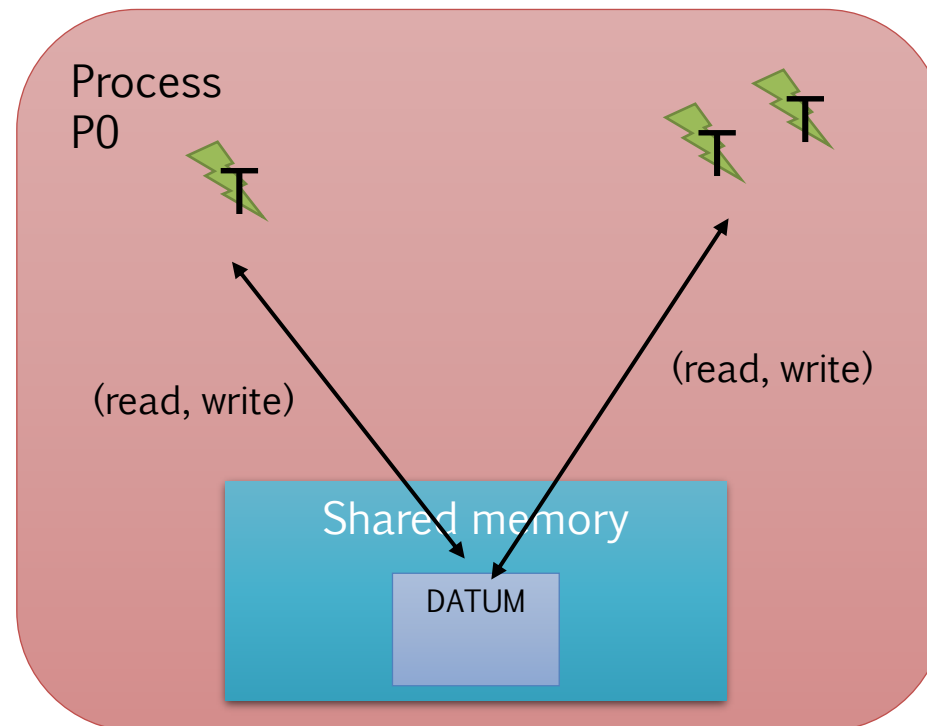 Process
P0
T
T
T
(read, write)
(read, write)
Shared memory
DATUM